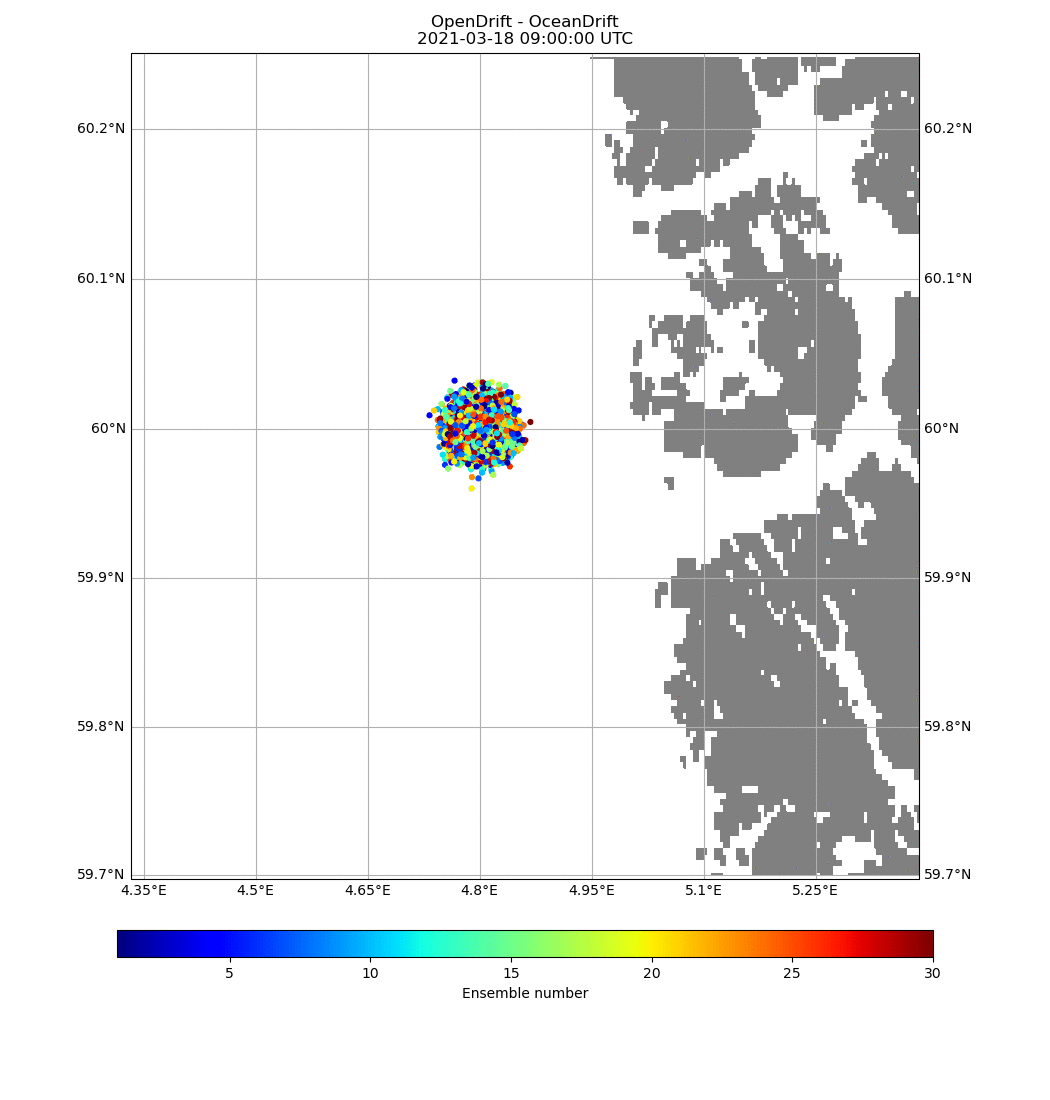 OpenDrift - OceanDrift
2021-03-18 09:00:00 UTC
60.2°N 60.2°N
60.1°N 60.1°N
60°N 60°N
59.9°N 59.9°N
59.8°N 59.8°N
59.7°N 59.7°N
4.35°E 4.5°E 4.65°E 4.8°E 4.95°E 5.1°E 5.25°E
5 10 15 20 25 30
Ensemble number